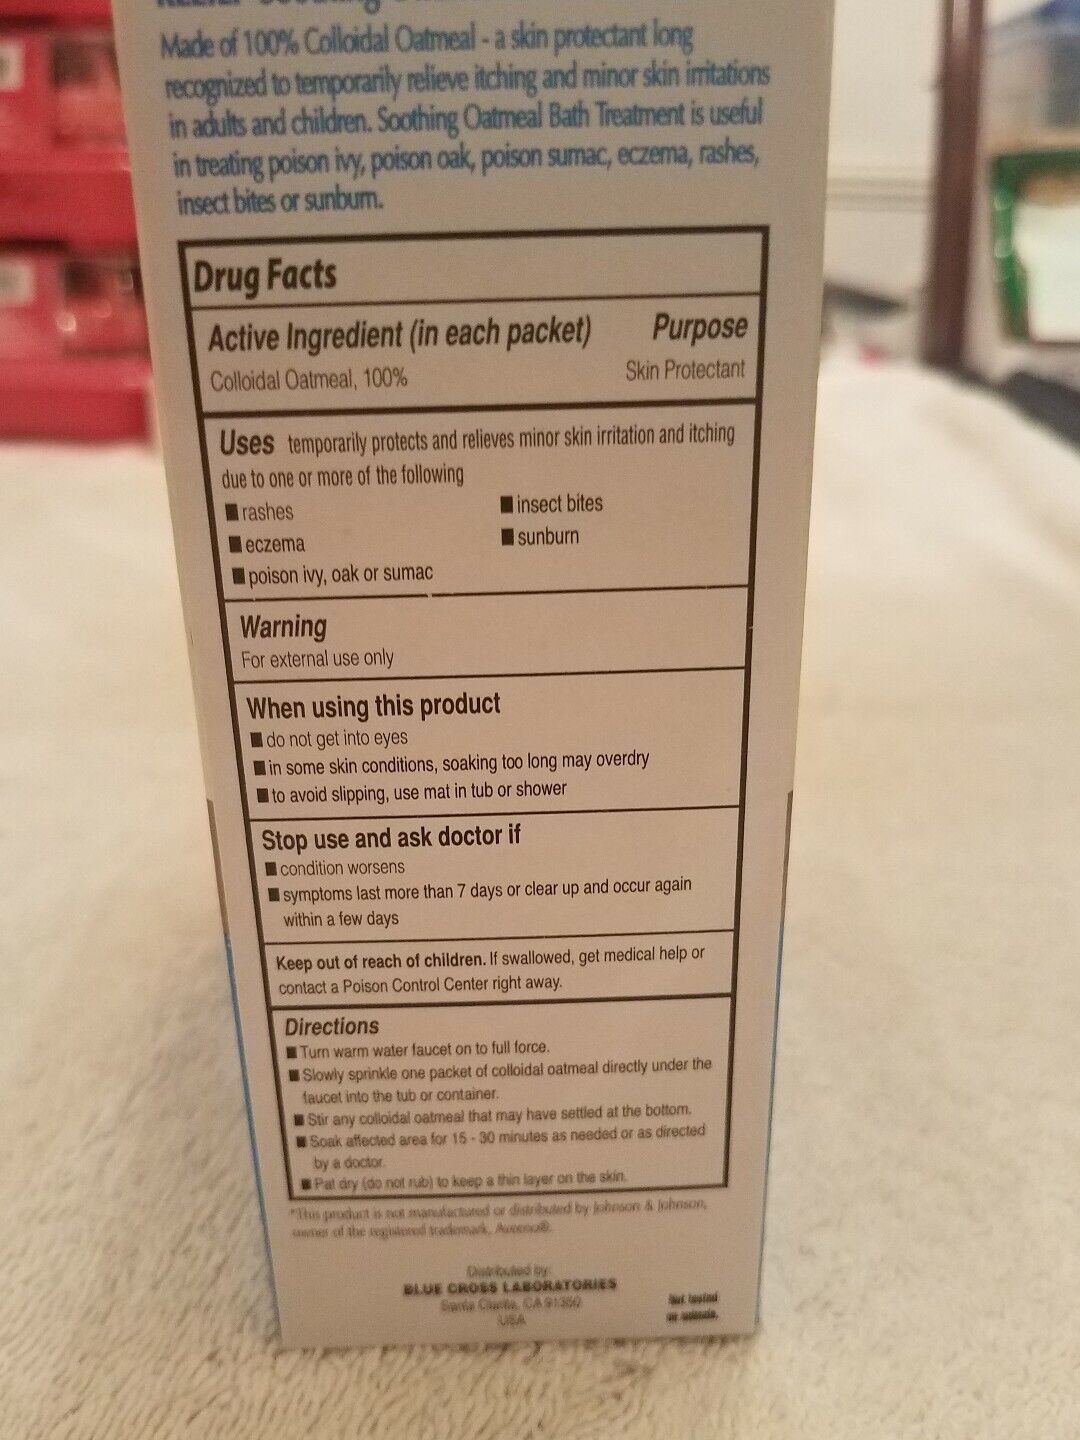 RELIEF Soothing
Made of 100% Colloidal Oatmeal - a skin protectant long
recognized to temporarily relieve itching and minor skin irritations
in adults and children. Soothing Oatmeal Bath Treatment is useful
in treating poison ivy, poison oak, poison sumac, eczema, rashes,
insect bites or sunburn.
Drug Facts
Active Ingredient (in each packet) Purpose
Colloidal Oatmeal, 100% Skin Protectant
Uses temporarily protects and relieves minor skin irritation and itching
due to one or more of the following
■ rashes ■ insect bites
■ eczema ■ sunburn
■ poison ivy, oak or sumac
Warning
For external use only
When using this product
■ do not get into eyes
■ in some skin conditions, soaking too long may overdry
■ to avoid slipping, use mat in tub or shower
Stop use and ask doctor if
■ condition worsens
■ symptoms last more than 7 days or clear up and occur again
within a few days
Keep out of reach of children. If swallowed, get medical help or
contact a Poison Control Center right away.
Directions
■ Turn warm water faucet on to full force.
■ Slowly sprinkle one packet of colloidal oatmeal directly under the
faucet into the tub or container.
■ Stir any colloidal oatmeal that may have settled at the bottom.
■ Soak affected area for 15 - 30 minutes as needed or as directed
by a doctor.
■ Pat dry (do not rub) to keep a thin layer on the skin.
*This product is not manufactured or distributed by Johnson & Johnson,
owner of the registered trademark, Aveeno®.
Distributed by:
BLUE CROSS LABORATORIES
Santa Clarita, CA 91350
USA
Not tested
on animals.